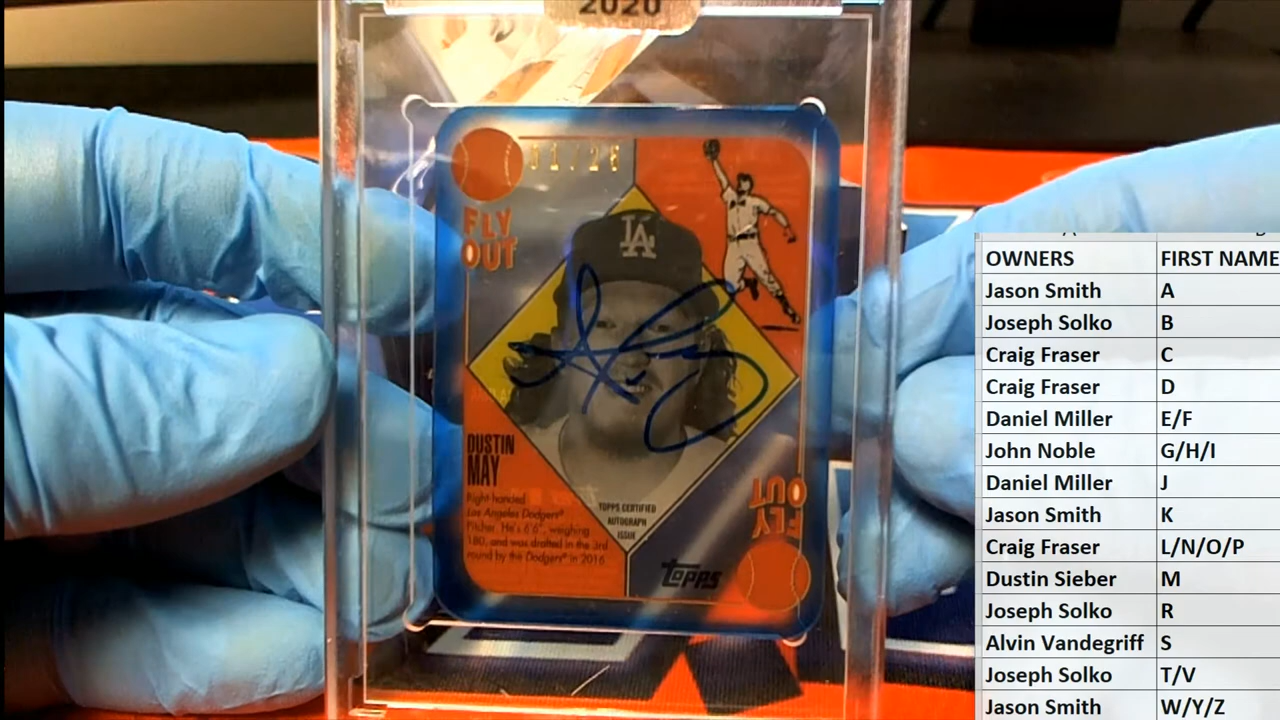 2020
01/25
FLY
OUT
LA
DUSTIN
MAY
Right-handed
Los Angeles Dodgers®
Pitcher. He's 6'6", weighing
180, and was drafted in the 3rd
round by the Dodgers® in 2016.
TOPPS CERTIFIED
AUTOGRAPH
ISSUE
FLY
OUT
Topps
OWNERS FIRST NAME
Jason Smith A
Joseph Solko B
Craig Fraser C
Craig Fraser D
Daniel Miller E/F
John Noble G/H/I
Daniel Miller J
Jason Smith K
Craig Fraser L/N/O/P
Dustin Sieber M
Joseph Solko R
Alvin Vandegriff S
Joseph Solko T/V
Jason Smith W/Y/Z